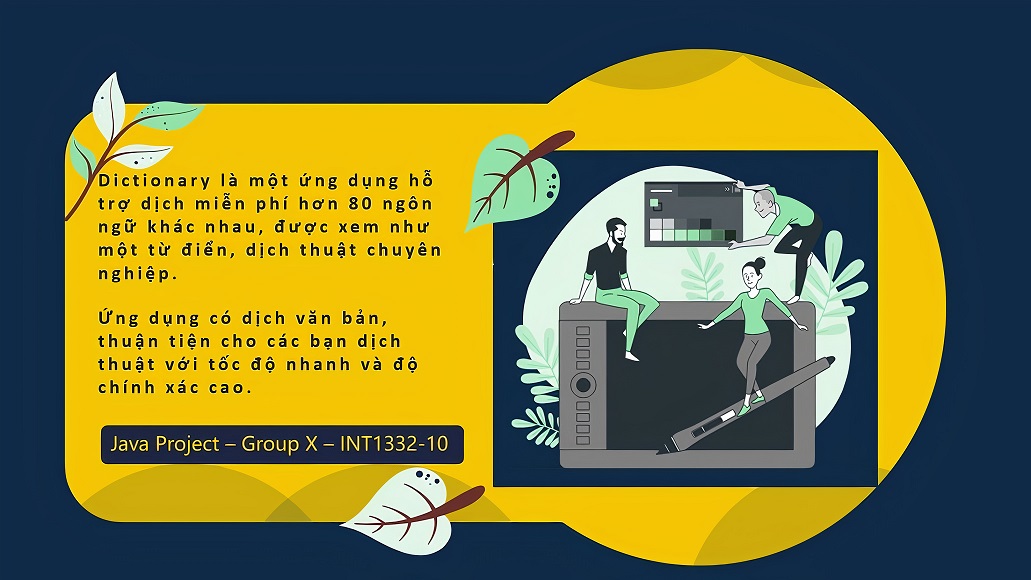 Dictionary là một ứng dụng hỗ
trợ dịch miễn phí hơn 80 ngôn
ngữ khác nhau, được xem như
một từ điển, dịch thuật chuyên
nghiệp.
Ứng dụng có dịch văn bản,
thuận tiện cho các bạn dịch
thuật với tốc độ nhanh và độ
chính xác cao.
Java Project – Group X – INT1332-10